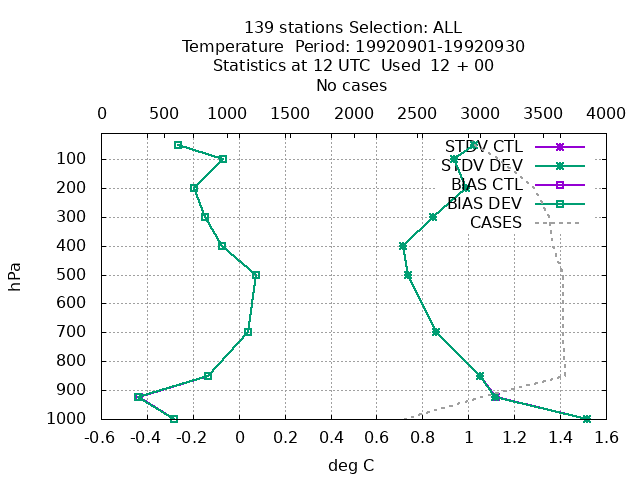 139 stations Selection: ALL
Temperature  Period: 19920901-19920930
Statistics at 12 UTC  Used  12 + 00
No cases
0 500 1000 1500 2000 2500 3000 3500 4000
STDV CTL
STDV DEV
BIAS CTL
BIAS DEV
CASES
100
200
300
400
500
600
700
800
900
1000
hPa
-0.6 -0.4 -0.2 0 0.2 0.4 0.6 0.8 1 1.2 1.4 1.6
deg C